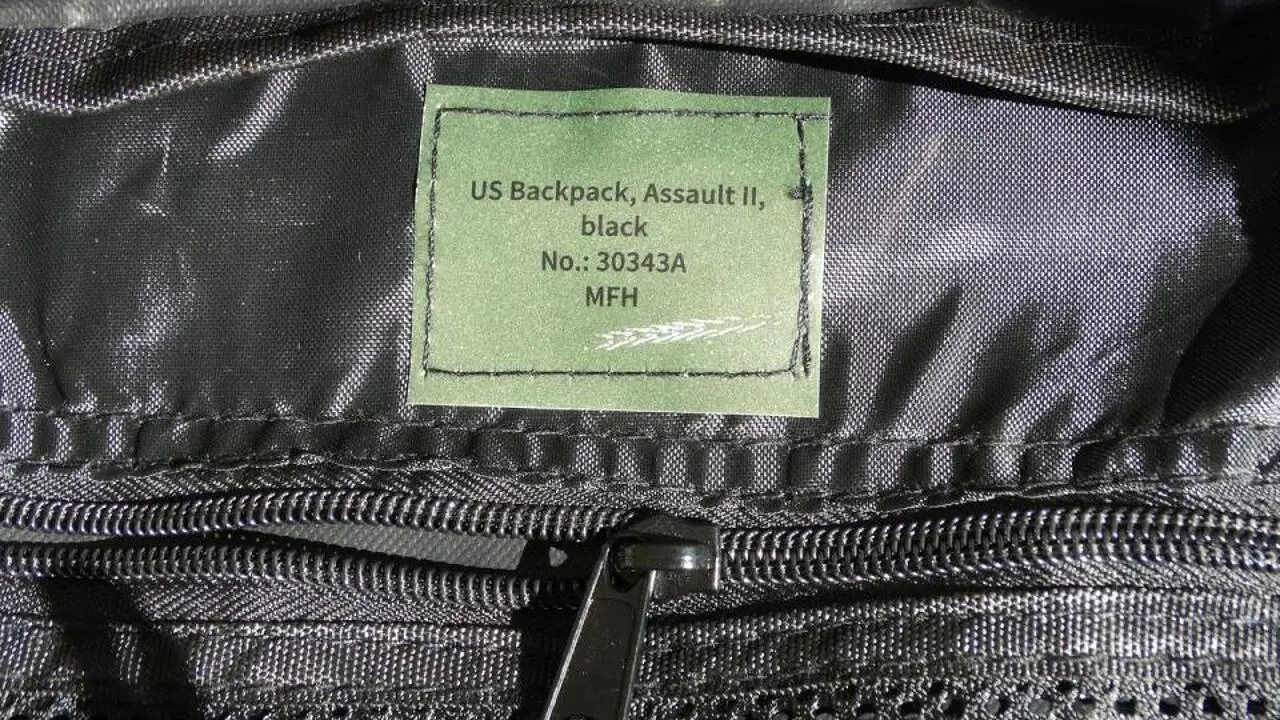 US Backpack, Assault II,
black
No.: 30343A
MFH